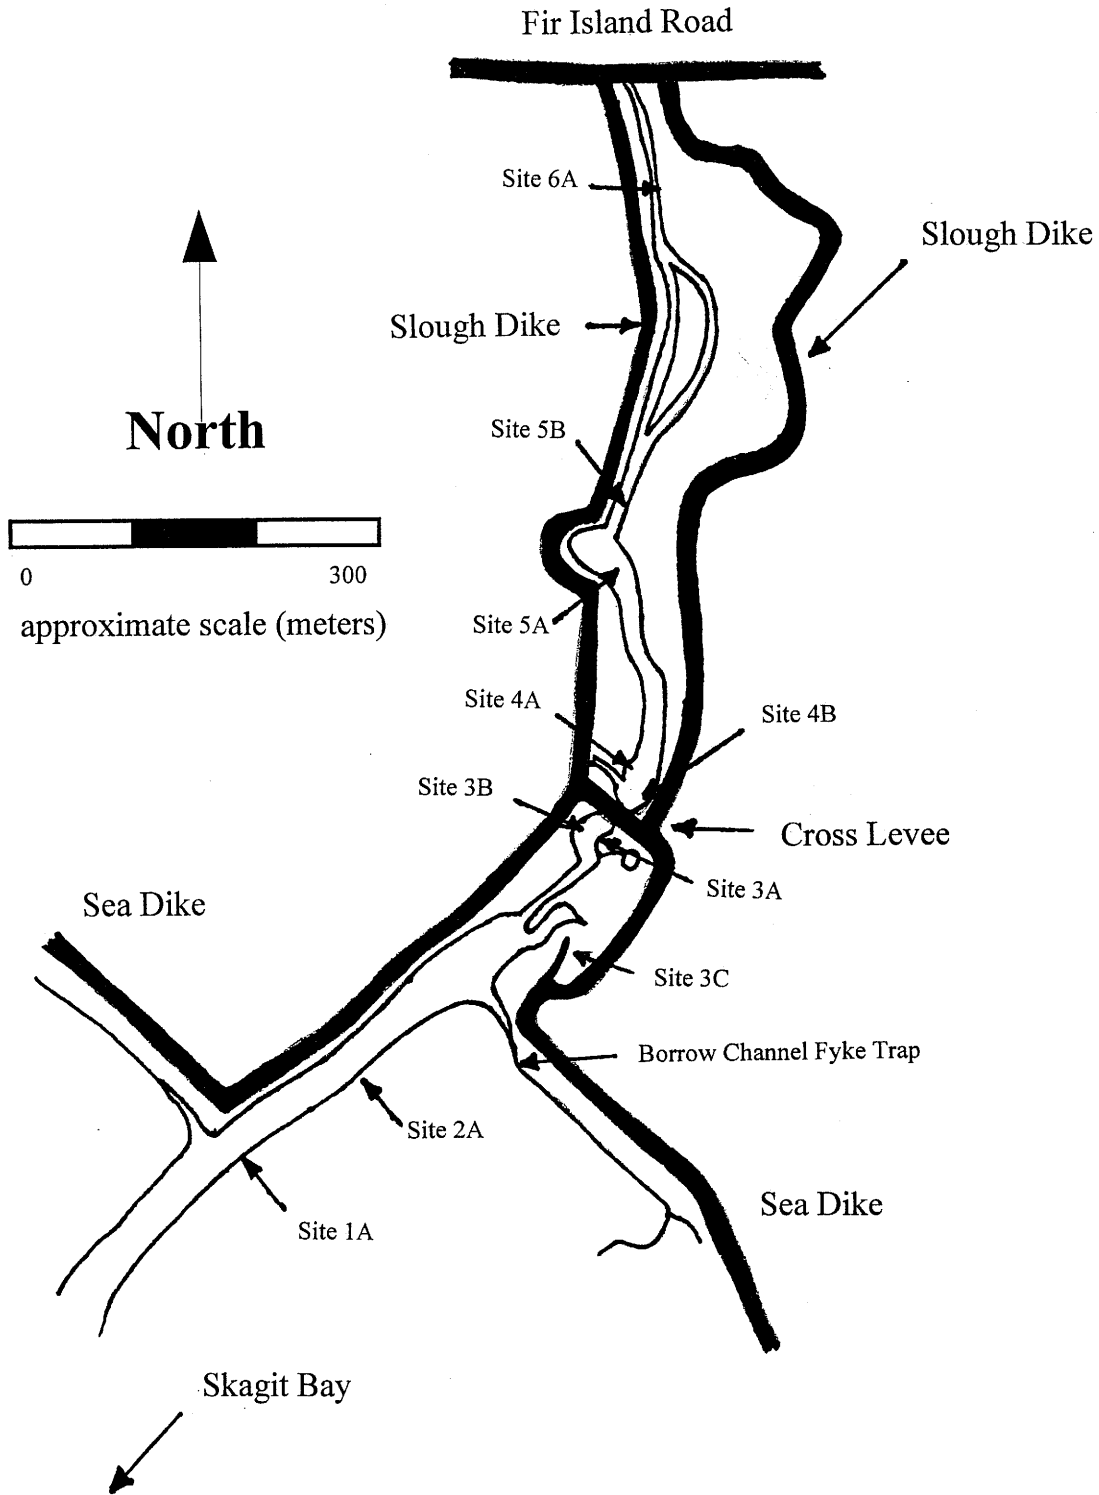 Fir Island Road
Site 6A
Slough Dike
Slough Dike
North
Site 5B
0 300
approximate scale (meters)
Site 5A
Site 4A
Site 4B
Site 3B
Cross Levee
Site 3A
Sea Dike
Site 3C
Borrow Channel Fyke Trap
Site 2A
Sea Dike
Site 1A
Skagit Bay